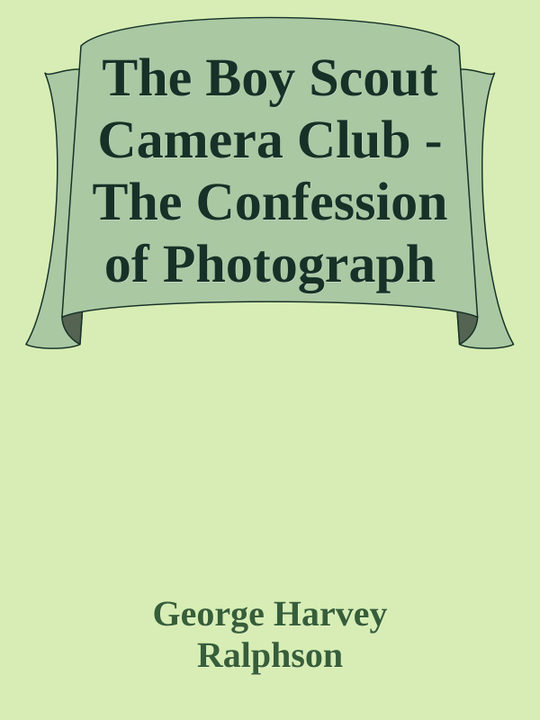 The Boy Scout
Camera Club -
The Confession
of Photograph
George Harvey
Ralphson